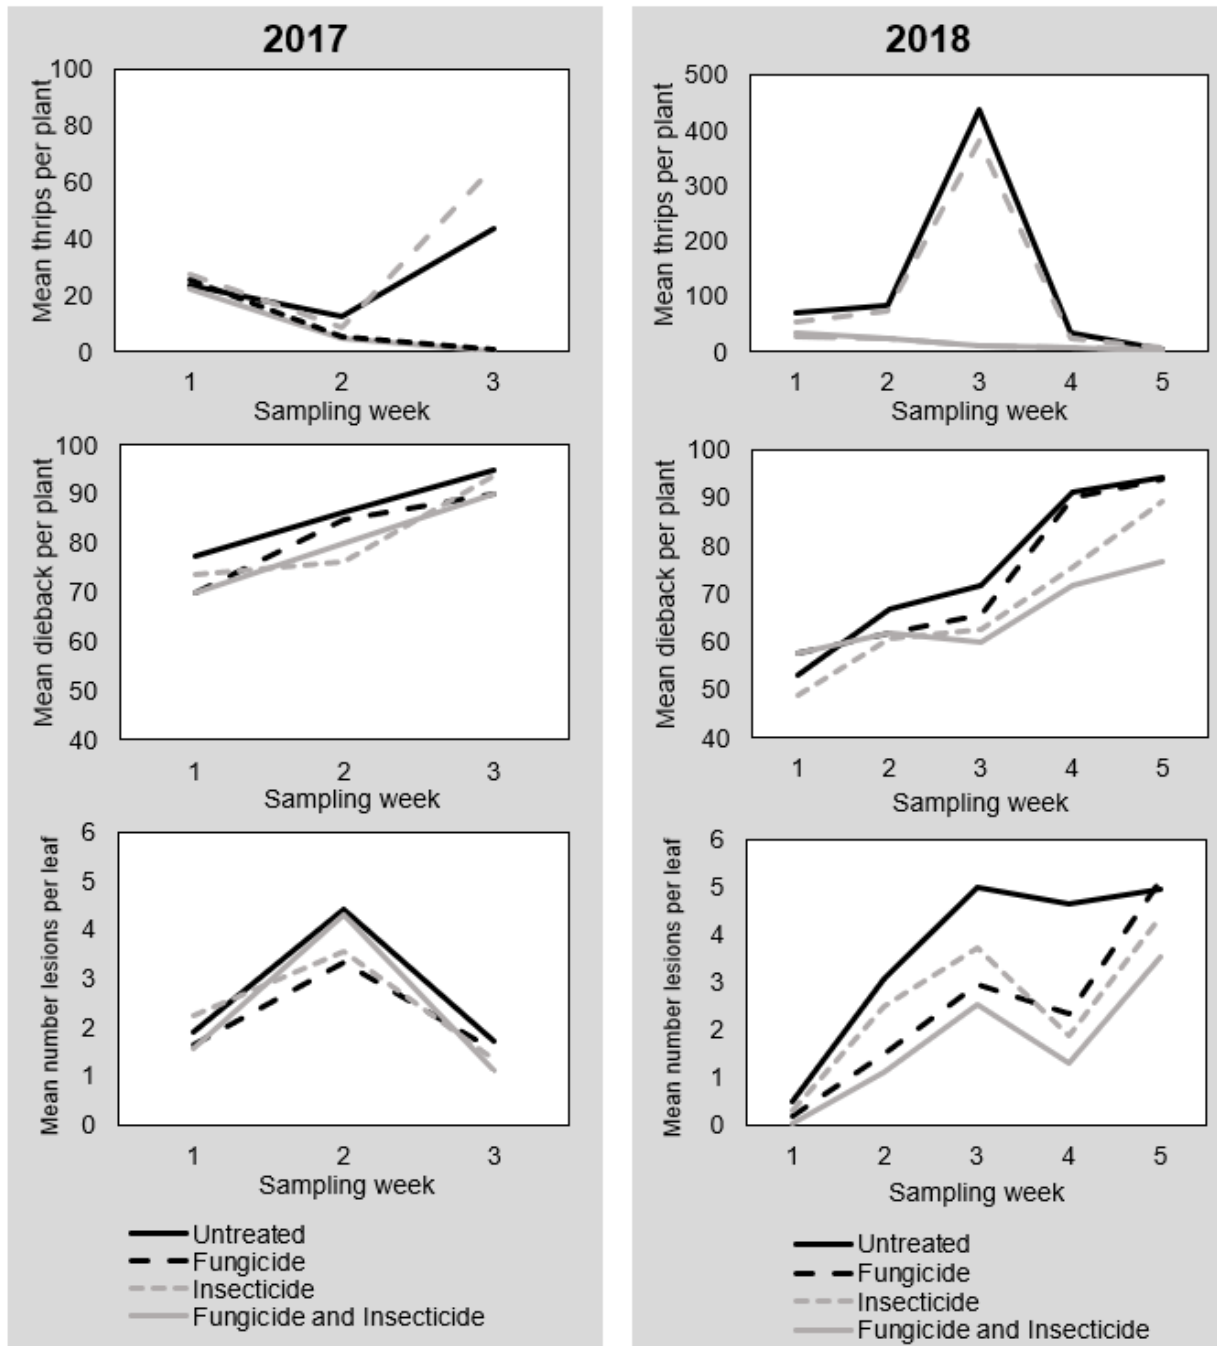 2017
Mean thrips per plant
100
80
60
40
20
0
1 2 3
Sampling week
Mean dieback per plant
100
90
80
70
60
50
40
1 2 3
Sampling week
Mean number lesions per leaf
6
5
4
3
2
1
0
1 2 3
Sampling week
Untreated
Fungicide
Insecticide
Fungicide and Insecticide
2018
Mean thrips per plant
500
400
300
200
100
0
1 2 3 4 5
Sampling week
Mean dieback per plant
100
90
80
70
60
50
40
1 2 3 4 5
Sampling week
Mean number lesions per leaf
6
5
4
3
2
1
0
1 2 3 4 5
Sampling week
Untreated
Fungicide
Insecticide
Fungicide and Insecticide